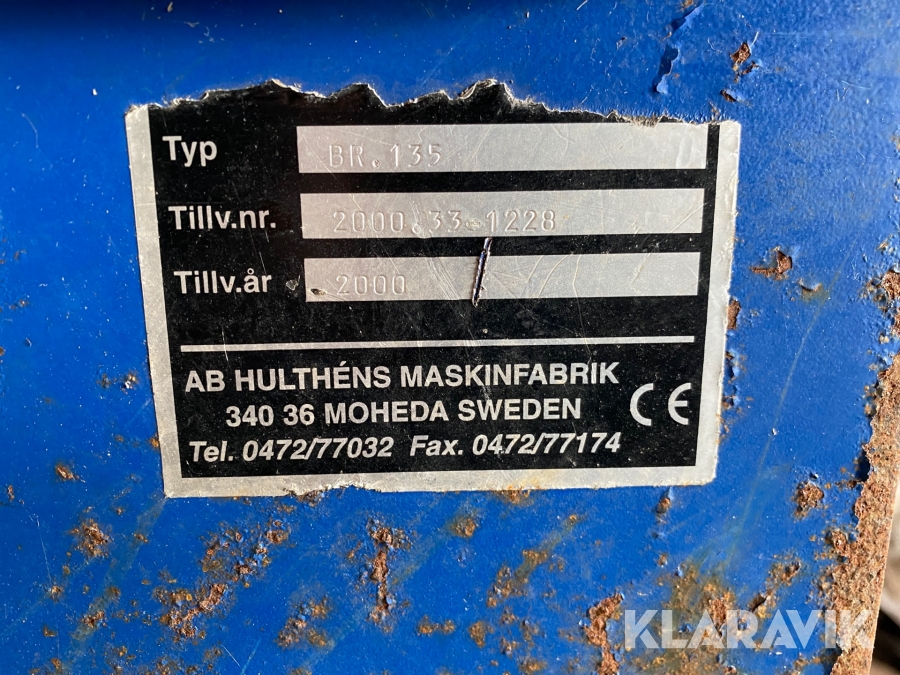 Typ BR.135
Tillv.nr. 2000.33-1228
Tillv.år 2000
AB HULTHÉNS MASKINFABRIK
340 36 MOHEDA SWEDEN CE
Tel. 0472/77032 Fax. 0472/77174
KLARAVIK